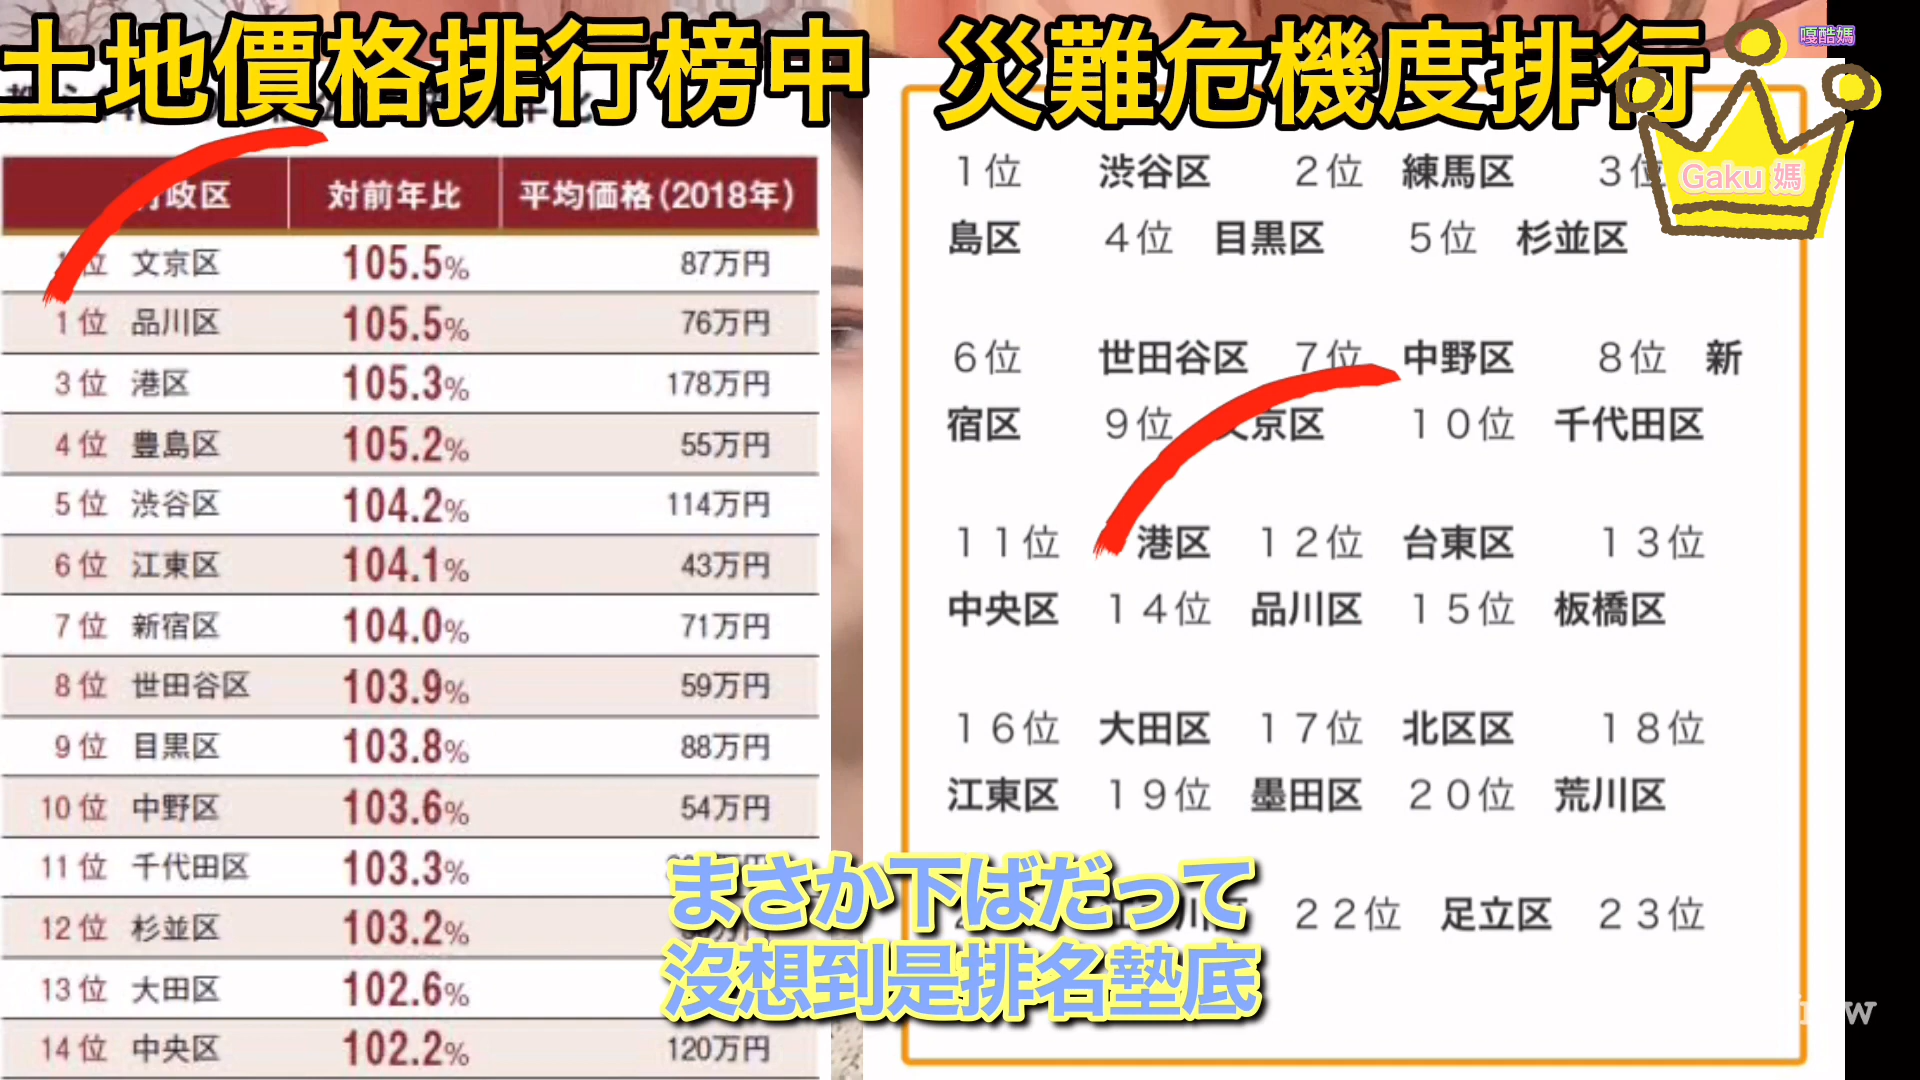 土地價格排行榜中
災難危機度排行
嘎酷媽
Gaku 媽
政区 対前年比 平均価格(2018年)
位 文京区 105.5% 87万円
1位 品川区 105.5% 76万円
3位 港区 105.3% 178万円
4位 豊島区 105.2% 55万円
5位 渋谷区 104.2% 114万円
6位 江東区 104.1% 43万円
7位 新宿区 104.0% 71万円
8位 世田谷区 103.9% 59万円
9位 目黒区 103.8% 88万円
10位 中野区 103.6% 54万円
11位 千代田区 103.3%
12位 杉並区 103.2%
13位 大田区 102.6%
14位 中央区 102.2% 120万円
1位 渋谷区 2位 練馬区 3位
島区 4位 目黒区 5位 杉並区
6位 世田谷区 7位 中野区 8位 新
宿区 9位 京区 10位 千代田区
11位 港区 12位 台東区 13位
中央区 14位 品川区 15位 板橋区
16位 大田区 17位 北区区 18位
江東区 19位 墨田区 20位 荒川区
川 22位 足立区 23位
まさか下ばだって
沒想到是排名墊底